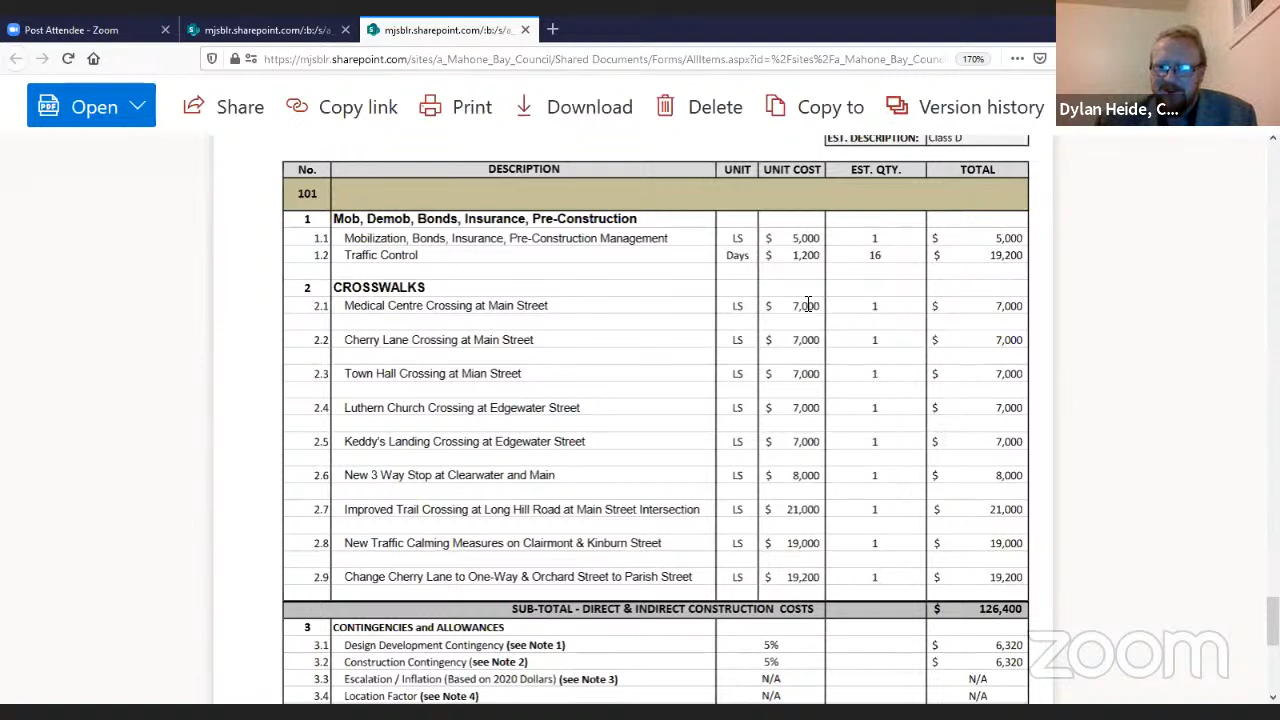 Post Attendee - Zoom
mjsblr.sharepoint.com/:b:/s/a_
mjsblr.sharepoint.com/:b:/s/a_
https://mjsblr.sharepoint.com/sites/a_Mahone_Bay_Council/Shared Documents/Forms/AllItems.aspx?id=%2Fsites%2Fa_Mahone_Bay_Counc
170%
Open Share Copy link Print Download Delete Copy to Version history
Dylan Heide, C...
EST. DESCRIPTION: Class D
No. DESCRIPTION UNIT UNIT COST EST. QTY. TOTAL
101
1 Mob, Demob, Bonds, Insurance, Pre-Construction
1.1 Mobilization, Bonds, Insurance, Pre-Construction Management LS $ 5,000 1 $ 5,000
1.2 Traffic Control Days $ 1,200 16 $ 19,200
2 CROSSWALKS
2.1 Medical Centre Crossing at Main Street LS $ 7,000 1 $ 7,000
2.2 Cherry Lane Crossing at Main Street LS $ 7,000 1 $ 7,000
2.3 Town Hall Crossing at Mian Street LS $ 7,000 1 $ 7,000
2.4 Luthern Church Crossing at Edgewater Street LS $ 7,000 1 $ 7,000
2.5 Keddy's Landing Crossing at Edgewater Street LS $ 7,000 1 $ 7,000
2.6 New 3 Way Stop at Clearwater and Main LS $ 8,000 1 $ 8,000
2.7 Improved Trail Crossing at Long Hill Road at Main Street Intersection LS $ 21,000 1 $ 21,000
2.8 New Traffic Calming Measures on Clairmont & Kinburn Street LS $ 19,000 1 $ 19,000
2.9 Change Cherry Lane to One-Way & Orchard Street to Parish Street LS $ 19,200 1 $ 19,200
SUB-TOTAL - DIRECT & INDIRECT CONSTRUCTION COSTS $ 126,400
3 CONTINGENCIES and ALLOWANCES
3.1 Design Development Contingency (see Note 1) 5% $ 6,320
3.2 Construction Contingency (see Note 2) 5% $ 6,320
3.3 Escalation / Inflation (Based on 2020 Dollars) (see Note 3) N/A N/A
3.4 Location Factor (see Note 4) N/A N/A
zoom